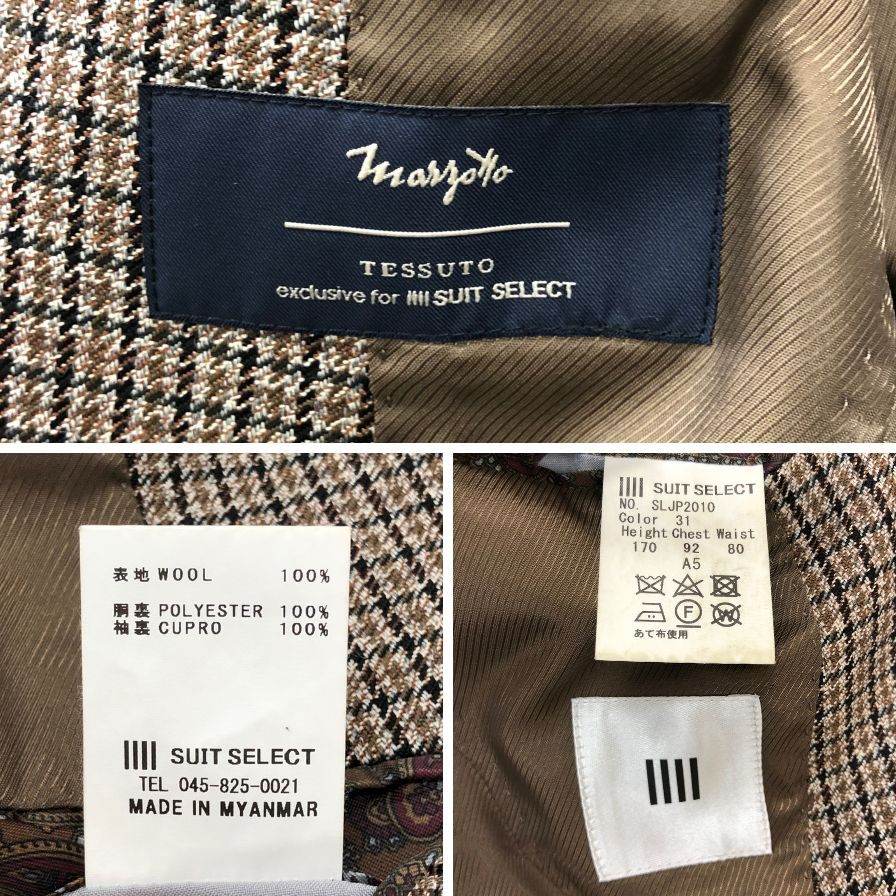 marzotto
TESSUTO
exclusive for SUIT SELECT
表地 WOOL 100%
胴裏 POLYESTER 100%
袖裏 CUPRO 100%
SUIT SELECT
TEL 045-825-0021
MADE IN MYANMAR
SUIT SELECT
NO. SLJP2010
Color 31
Height Chest Waist
170 92 80
A5
F W
あて布使用